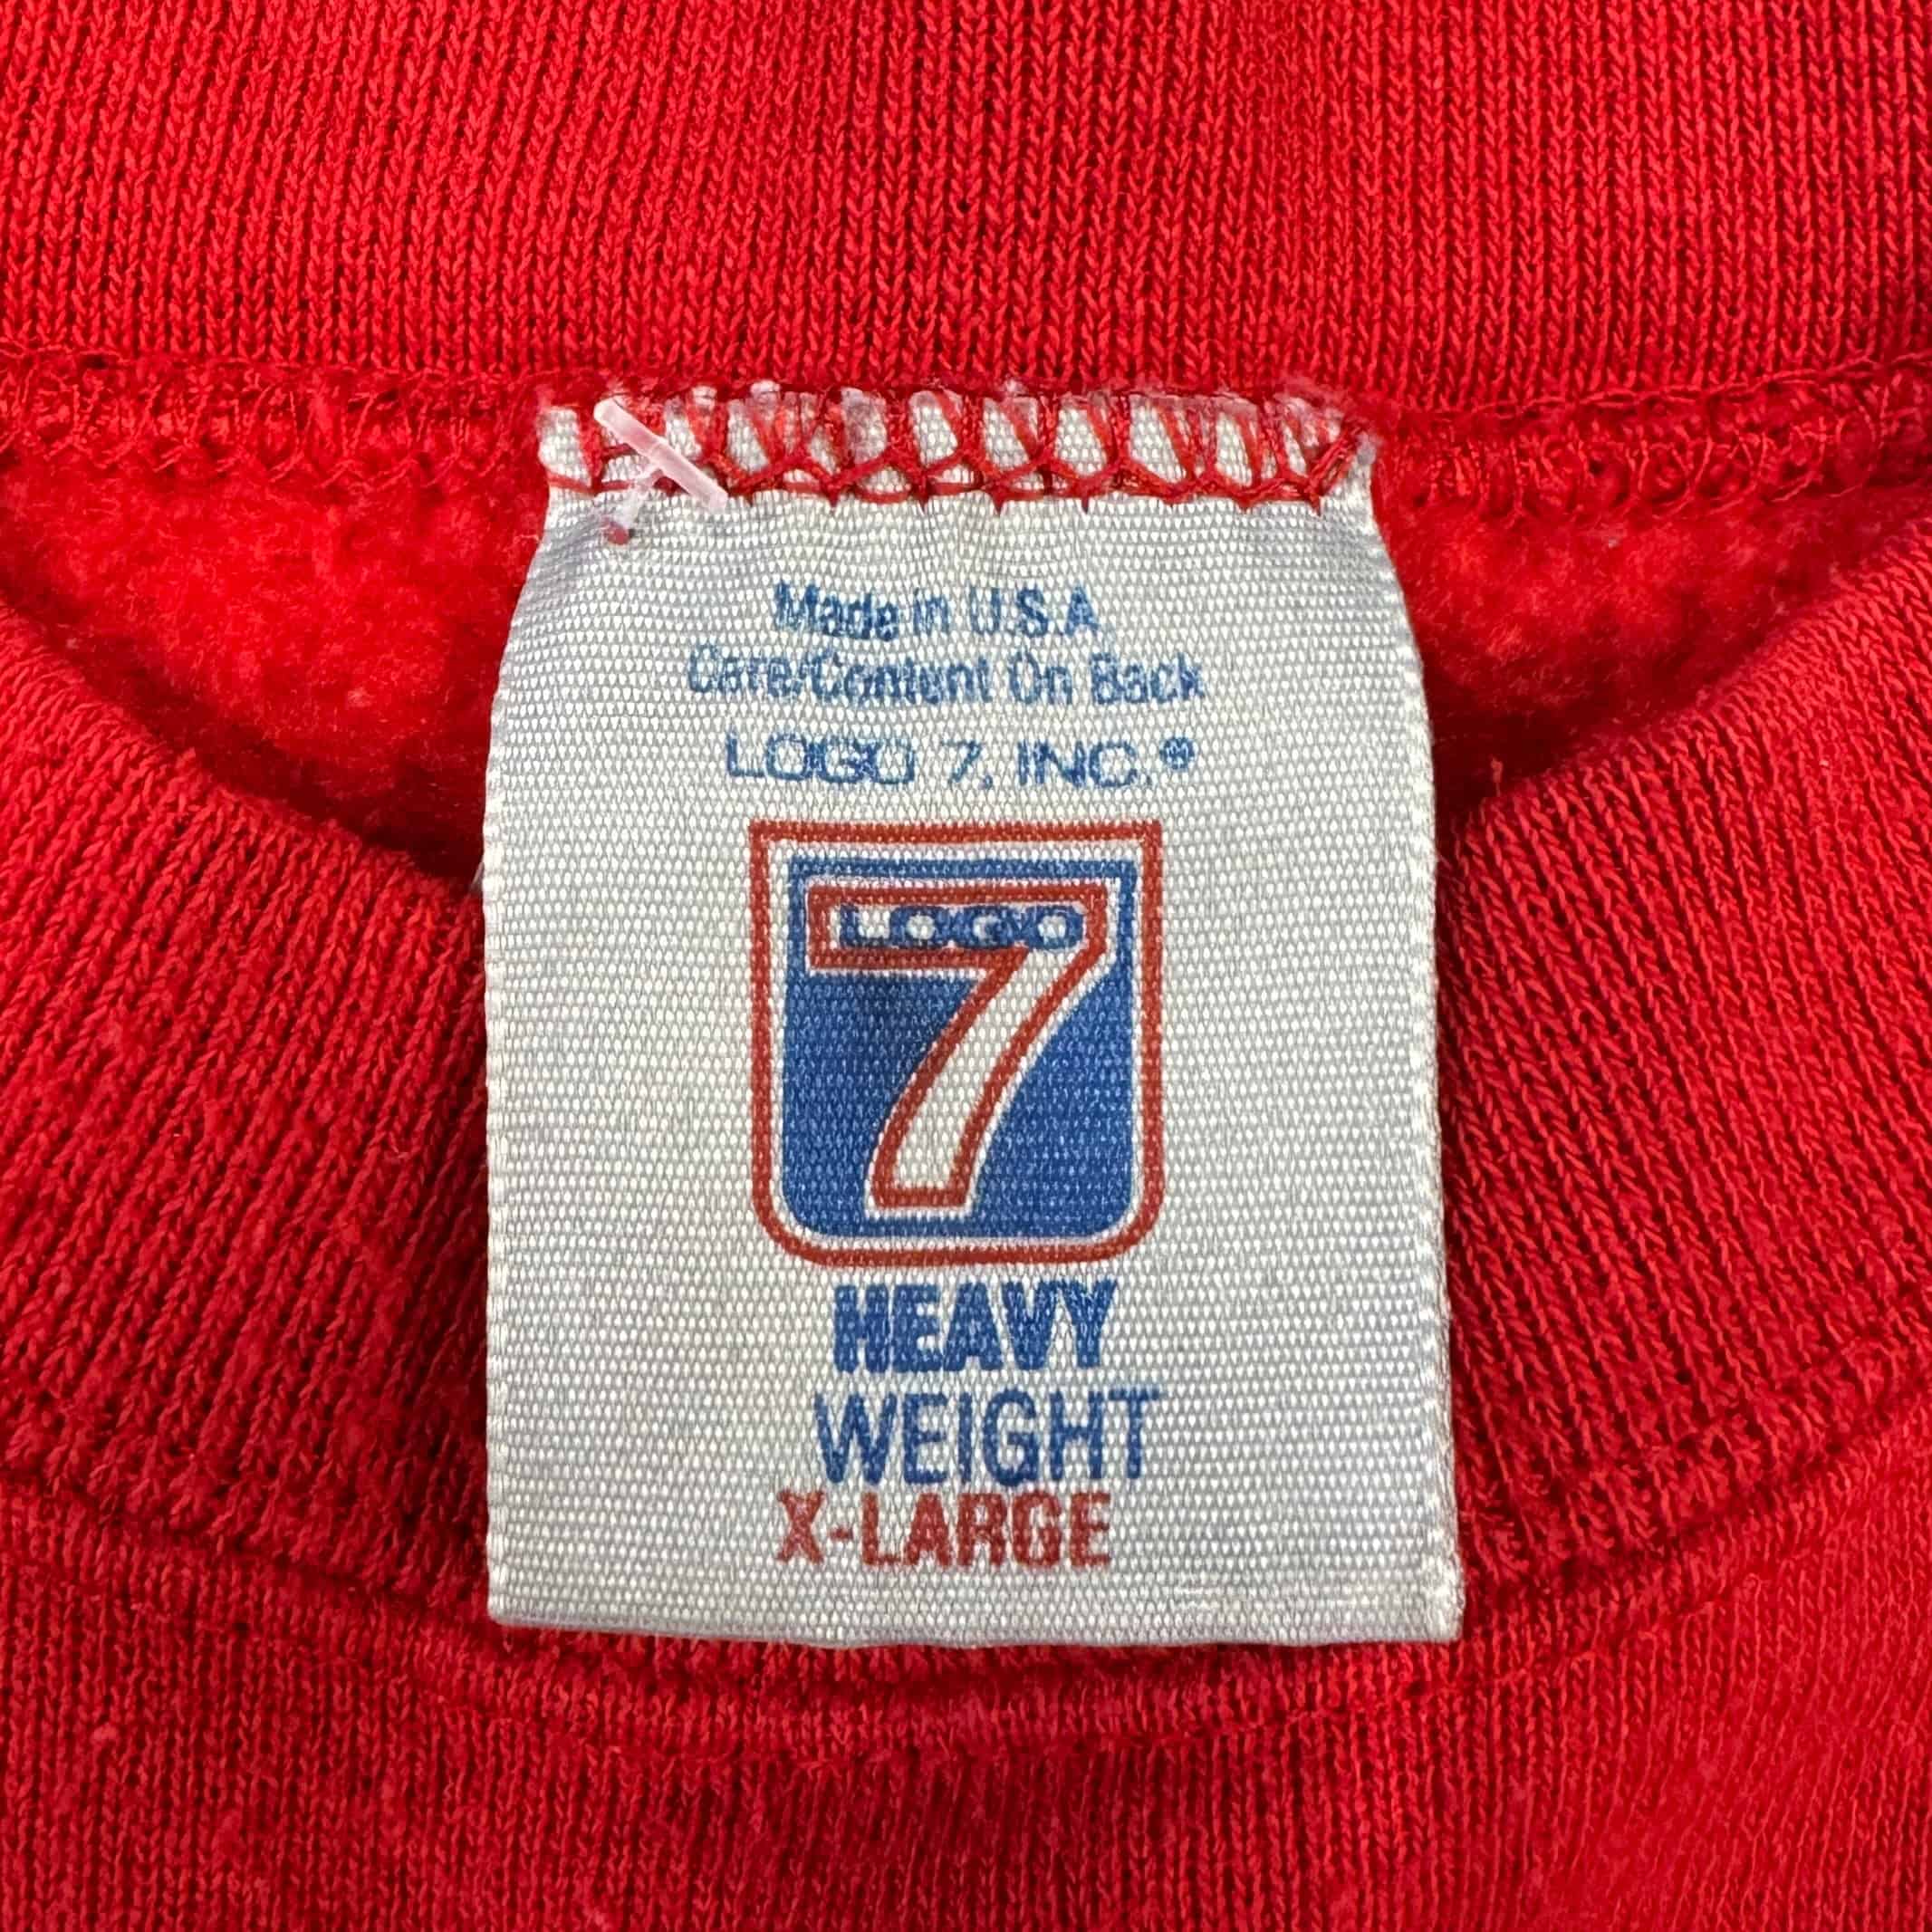 Made in U.S.A.
Care/Content On Back
LOGO 7, INC.®
LOGO
7
HEAVY
WEIGHT
X-LARGE